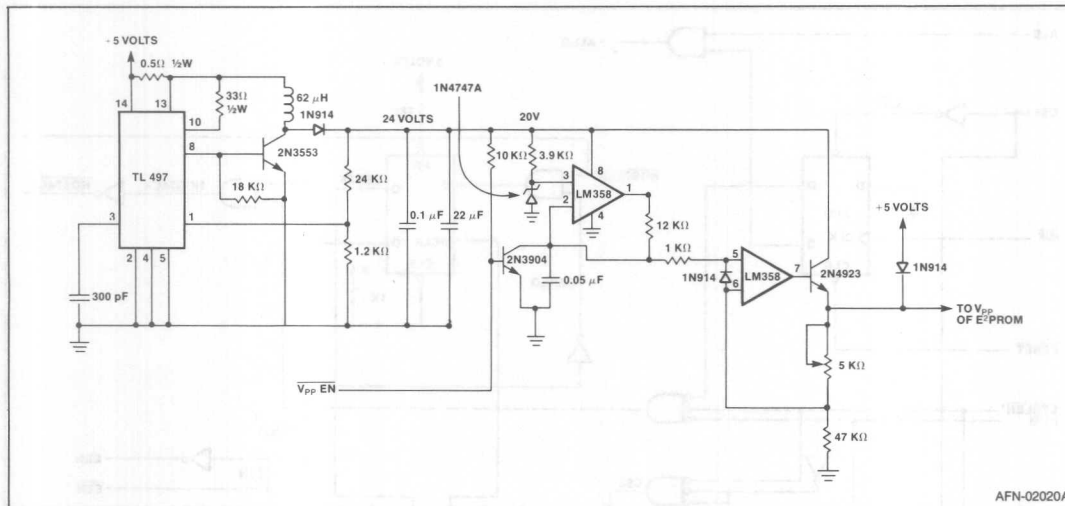 - 5 VOLTS
0.5Ω ½W
14
13
33Ω
½W
62 μH
10
1N914
8
2N3553
TL 497
18 KΩ
3
1
2
4
5
300 pF
24 KΩ
1.2 KΩ
24 VOLTS
0.1 μF
22 μF
1N4747A
20V
10 KΩ
3.9 KΩ
8
3
LM358
1
2
4
12 KΩ
2N3904
1 KΩ
0.05 μF
VPP EN
5
1N914
LM358
7
6
2N4923
+5 VOLTS
1N914
TO VPP
OF E²PROM
5 KΩ
47 KΩ
AFN-02020A